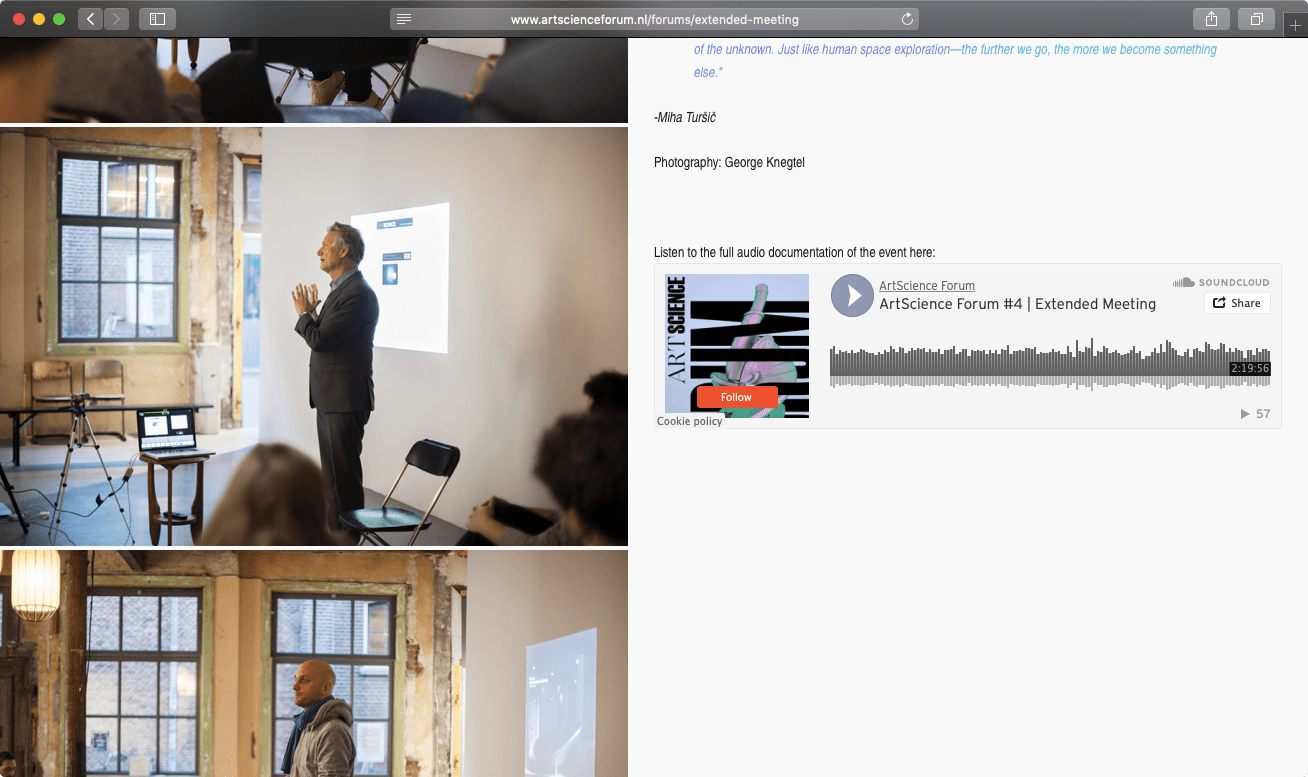 www.artscienceforum.nl/forums/extended-meeting
of the unknown. Just like human space exploration—the further we go, the more we become something
else."
-Miha Turšič
Photography: George Knegtel
Listen to the full audio documentation of the event here:
ARTSCIENCE
Follow
Cookie policy
ArtScience Forum
ArtScience Forum #4 | Extended Meeting
SOUNDCLOUD
Share
2:19:56
57
SCIENCE